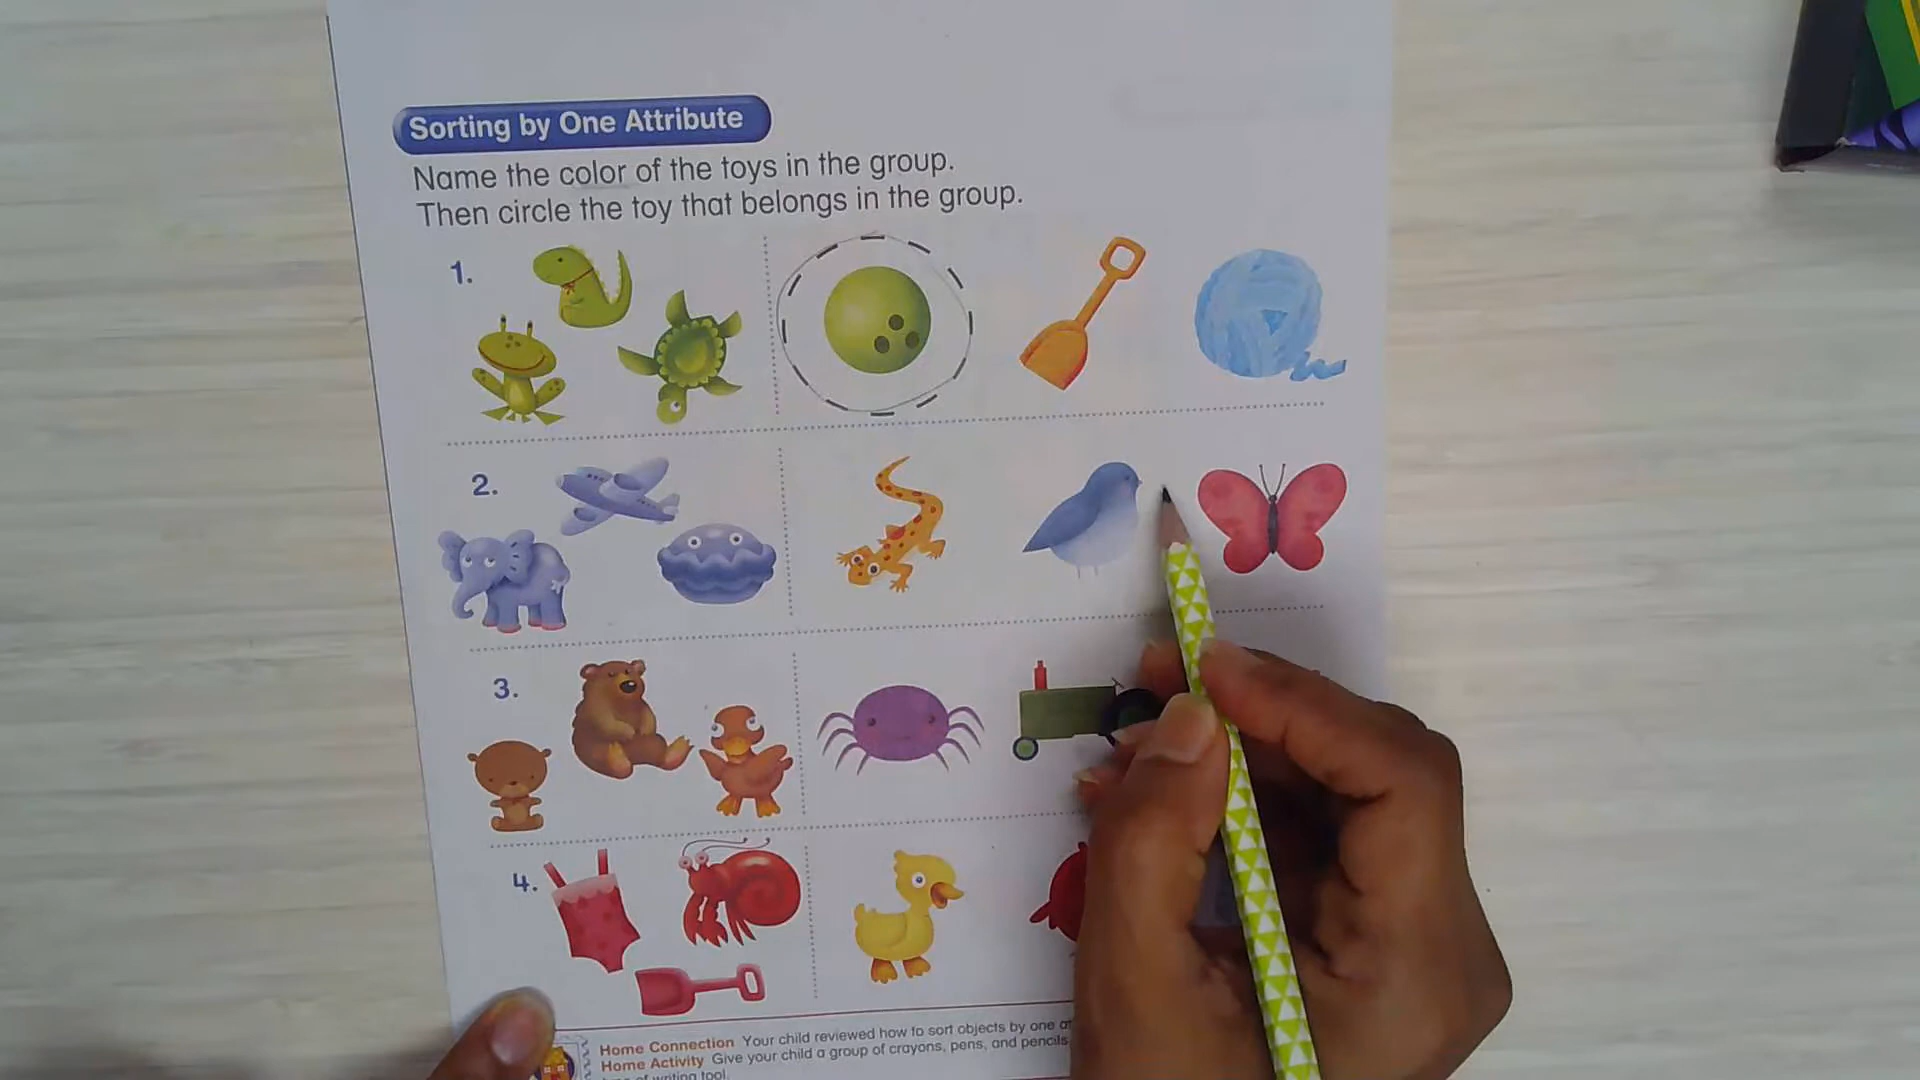 Sorting by One Attribute
Name the color of the toys in the group.
Then circle the toy that belongs in the group.
1.
2.
3.
4.
Home Connection Your child reviewed how to sort objects by one
Home Activity Give your child a group of crayons, pens, and pencils
of writing tool.